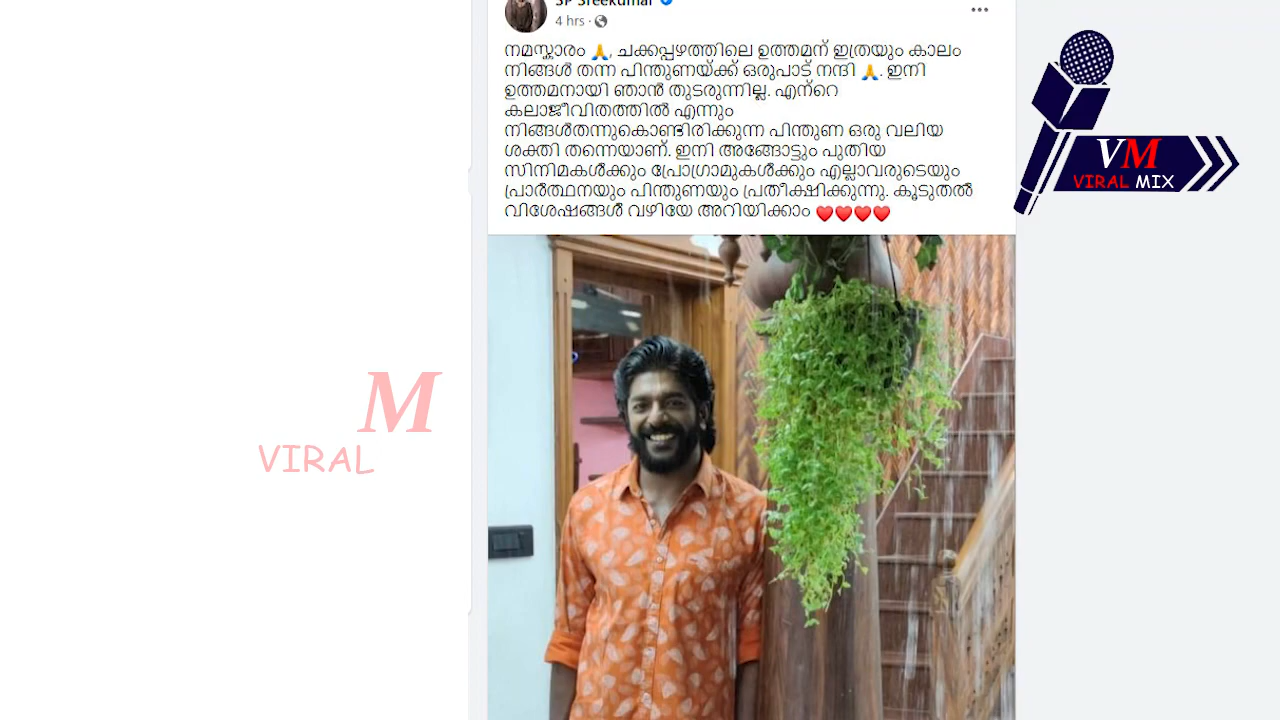 SP Sreekumar
4 hrs ·
നമസ്കാരം 🙏, ചക്കപ്പഴത്തിലെ ഉത്തമന് ഇത്രയും കാലം
നിങ്ങൾ തന്ന പിന്തുണയ്ക്ക് ഒരുപാട് നന്ദി 🙏. ഇനി
ഉത്തമനായി ഞാൻ തുടരുന്നില്ല. എന്റെ
കലാജീവിതത്തിൽ എന്നും
നിങ്ങൾതന്നുകൊണ്ടിരിക്കുന്ന പിന്തുണ ഒരു വലിയ
ശക്തി തന്നെയാണ്. ഇനി അങ്ങോട്ടും പുതിയ
സിനിമകൾക്കും പ്രോഗ്രാമുകൾക്കും എല്ലാവരുടെയും
പ്രാർത്ഥനയും പിന്തുണയും പ്രതീക്ഷിക്കുന്നു. കൂടുതൽ
വിശേഷങ്ങൾ വഴിയേ അറിയിക്കാം ❤️❤️❤️❤️
VM
VIRAL MIX
M
VIRAL